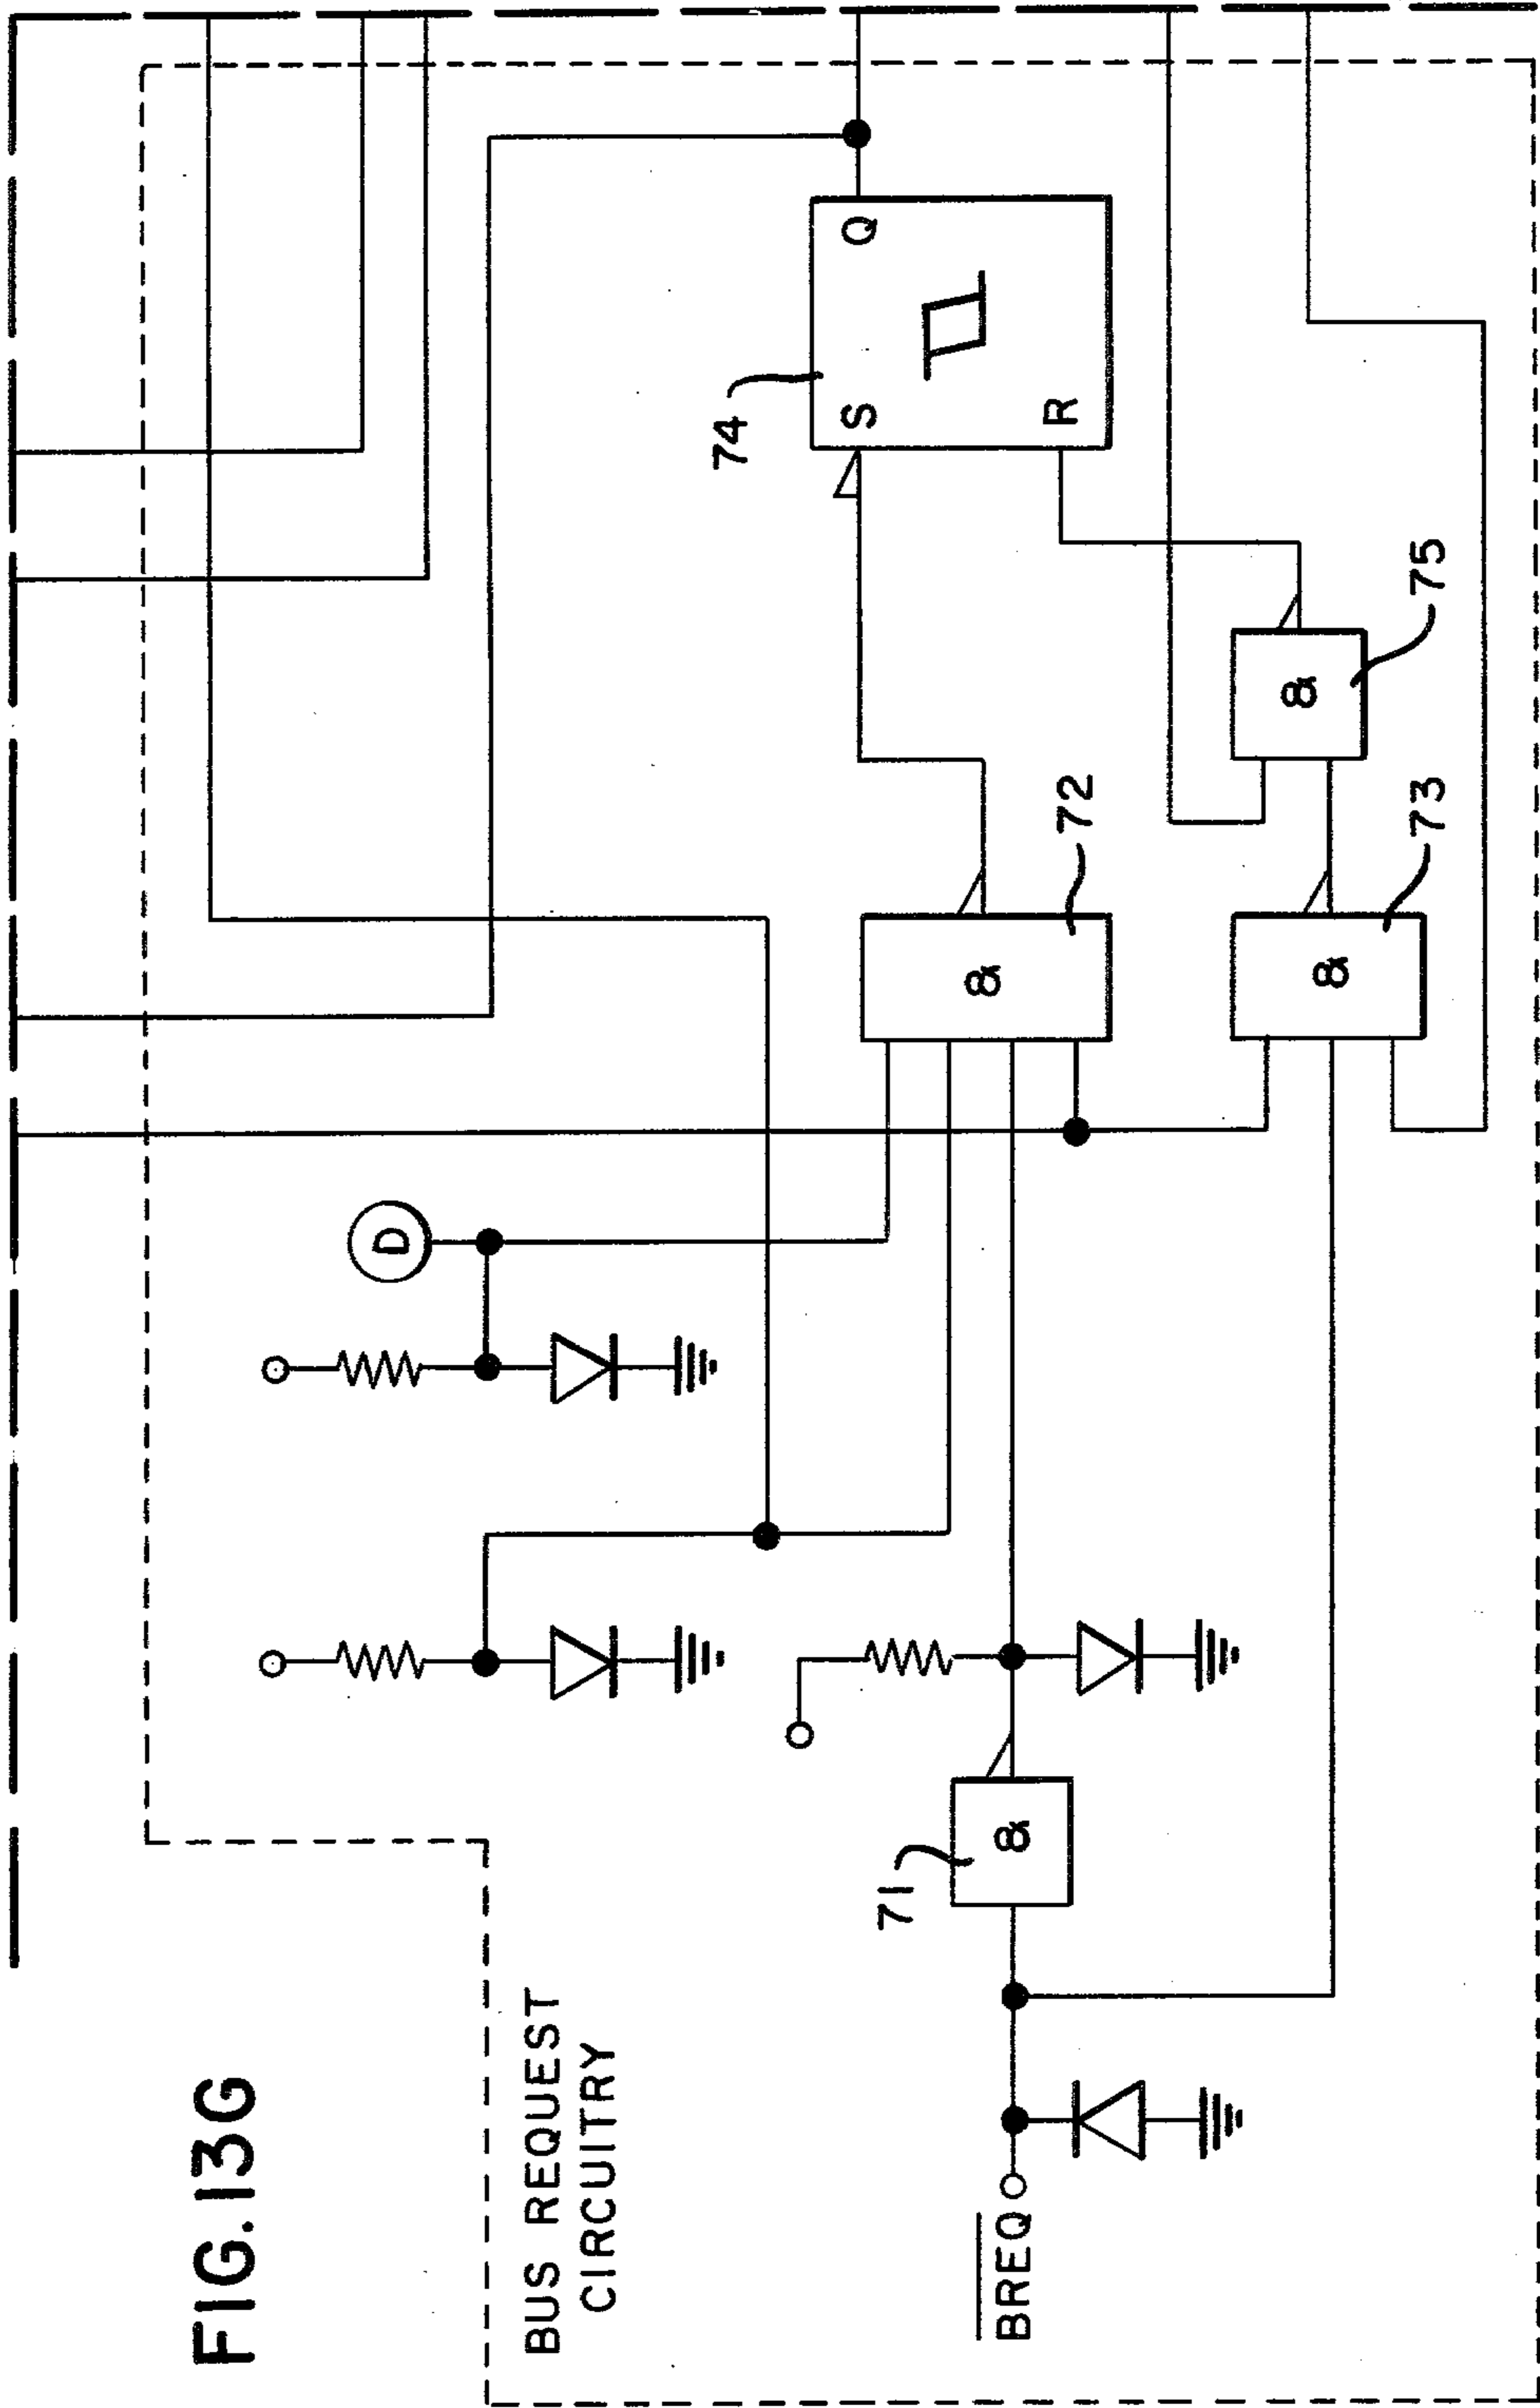 FIG. 13G
BUS REQUEST
CIRCUITRY
D
74
S
Q
R
71
&
&
72
&
73
&
75
BREQ